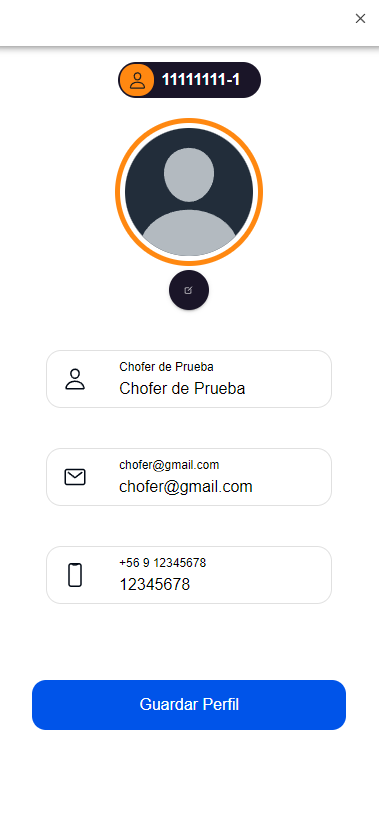 11111111-1
Chofer de Prueba
Chofer de Prueba
chofer@gmail.com
chofer@gmail.com
+56 9 12345678
12345678
Guardar Perfil